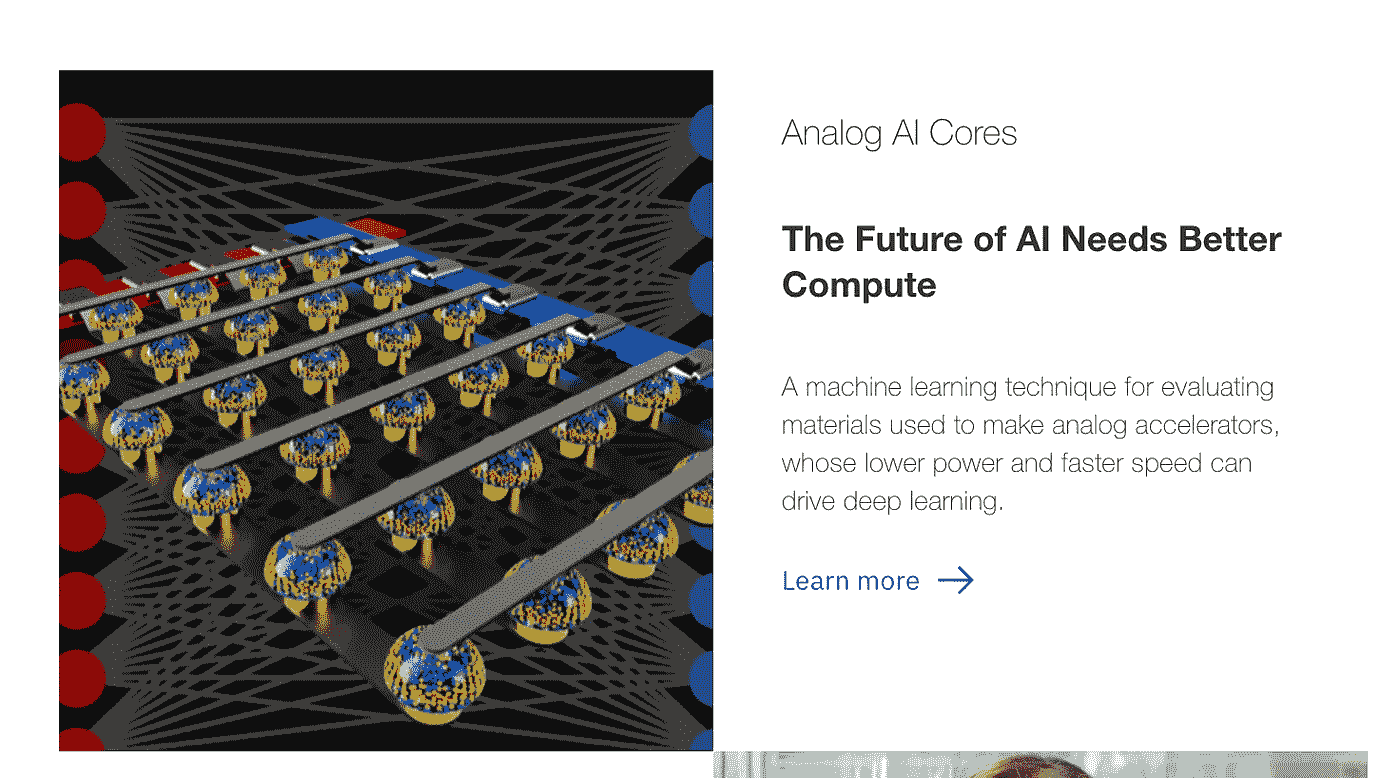 Analog AI Cores
The Future of AI Needs Better
Compute
A machine learning technique for evaluating
materials used to make analog accelerators,
whose lower power and faster speed can
drive deep learning.
Learn more